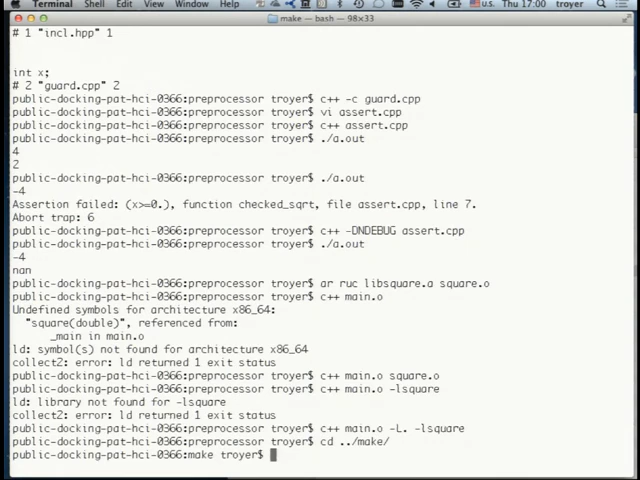 Terminal Shell Edit View Window Help U.S. Thu 17:00 troyer
make — bash — 98×33
# 1 "incl.hpp" 1
int x;
# 2 "guard.cpp" 2
public-docking-pat-hci-0366:preprocessor troyer$ c++ -c guard.cpp
public-docking-pat-hci-0366:preprocessor troyer$ vi assert.cpp
public-docking-pat-hci-0366:preprocessor troyer$ c++ assert.cpp
public-docking-pat-hci-0366:preprocessor troyer$ ./a.out
4
2
public-docking-pat-hci-0366:preprocessor troyer$ ./a.out
-4
Assertion failed: (x>=0.), function checked_sqrt, file assert.cpp, line 7.
Abort trap: 6
public-docking-pat-hci-0366:preprocessor troyer$ c++ -DNDEBUG assert.cpp
public-docking-pat-hci-0366:preprocessor troyer$ ./a.out
-4
nan
public-docking-pat-hci-0366:preprocessor troyer$ ar ruc libsquare.a square.o
public-docking-pat-hci-0366:preprocessor troyer$ c++ main.o
Undefined symbols for architecture x86_64:
"square(double)", referenced from:
_main in main.o
ld: symbol(s) not found for architecture x86_64
collect2: error: ld returned 1 exit status
public-docking-pat-hci-0366:preprocessor troyer$ c++ main.o square.o
public-docking-pat-hci-0366:preprocessor troyer$ c++ main.o -lsquare
ld: library not found for -lsquare
collect2: error: ld returned 1 exit status
public-docking-pat-hci-0366:preprocessor troyer$ c++ main.o -L. -lsquare
public-docking-pat-hci-0366:preprocessor troyer$ cd ../make/
public-docking-pat-hci-0366:make troyer$